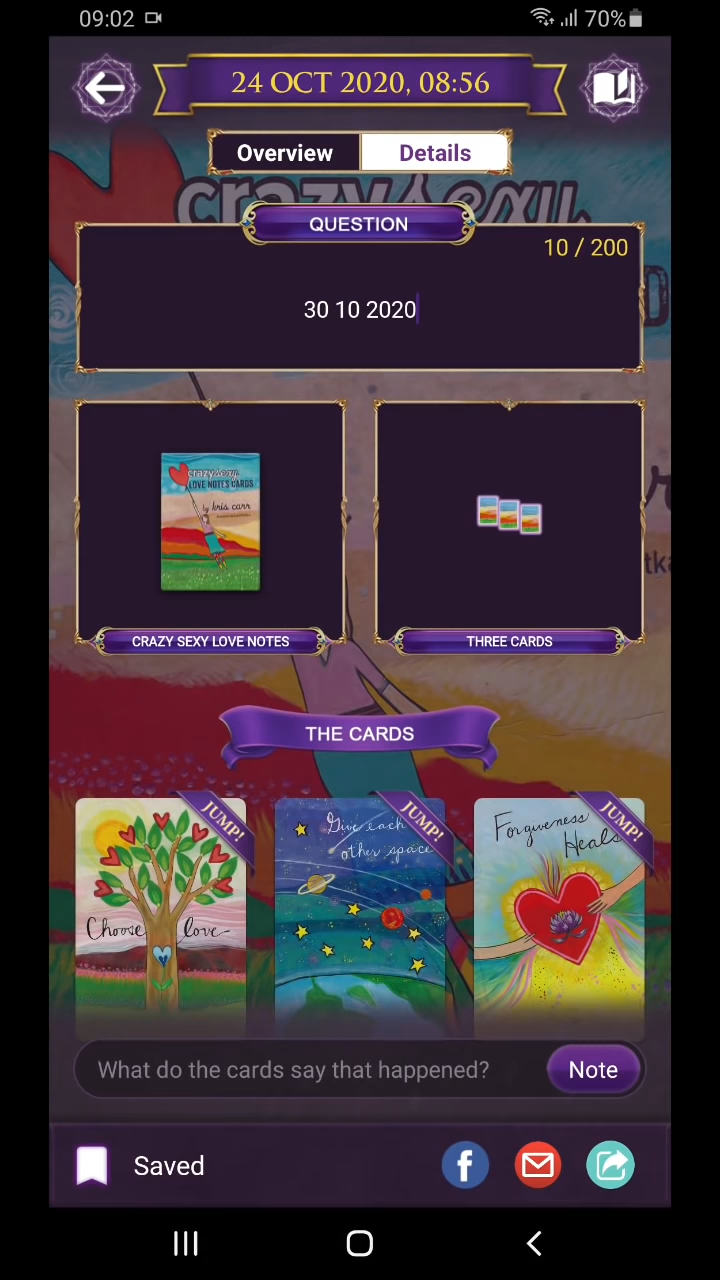 09:02
70%
24 OCT 2020, 08:56
Overview
Details
crazy sexy
QUESTION
10 / 200
30 10 2020
crazy sexy
LOVE NOTES CARDS
by kris carr
CRAZY SEXY LOVE NOTES
THREE CARDS
THE CARDS
JUMP!
JUMP!
JUMP!
Choose love
Give each
other space
Forgiveness
Heals
What do the cards say that happened?
Note
Saved